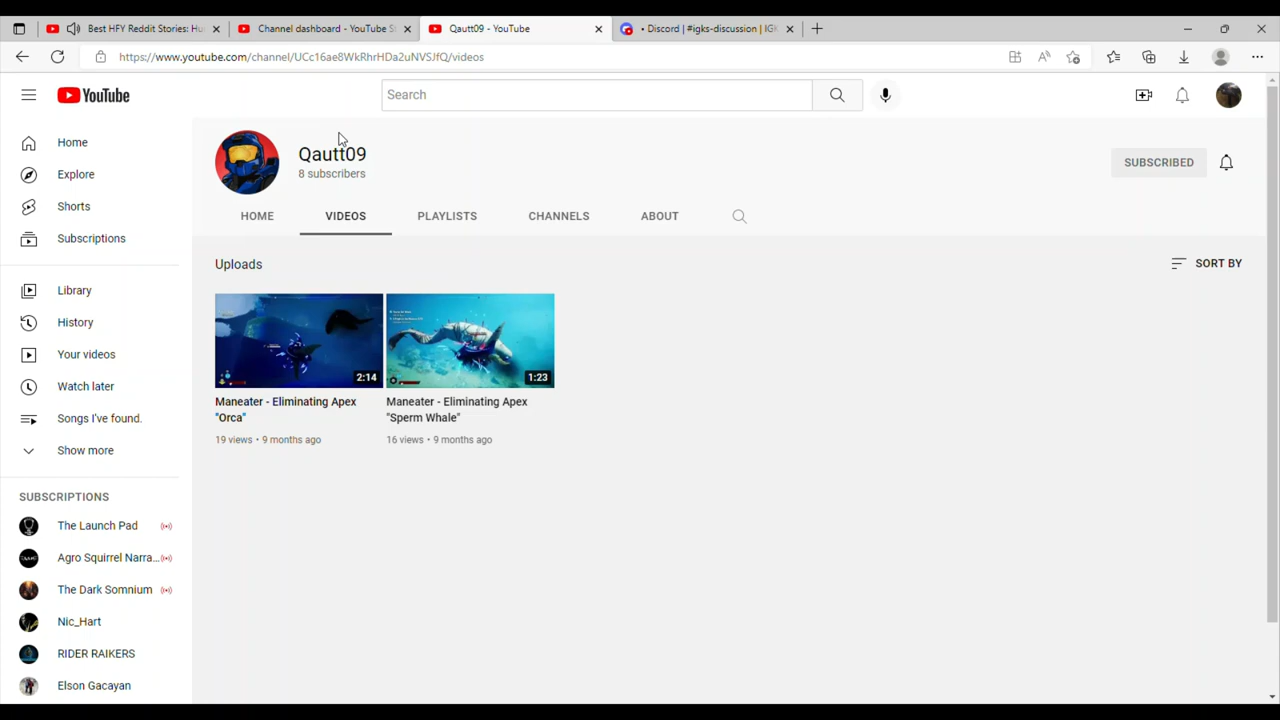 Best HFY Reddit Stories: Hu
Channel dashboard - YouTube S
Qautt09 - YouTube
• Discord | #igks-discussion | IGK
https://www.youtube.com/channel/UCc16ae8WkRhrHDa2uNVSJfQ/videos
YouTube
Search
Home
Explore
Shorts
Subscriptions
Library
History
Your videos
Watch later
Songs I've found.
Show more
SUBSCRIPTIONS
The Launch Pad
Agro Squirrel Narra...
The Dark Somnium
Nic_Hart
RIDER RAIKERS
Elson Gacayan
Qautt09
8 subscribers
SUBSCRIBED
HOME VIDEOS PLAYLISTS CHANNELS ABOUT
Uploads
SORT BY
2:14
Maneater - Eliminating Apex
"Orca"
19 views • 9 months ago
1:23
Maneater - Eliminating Apex
"Sperm Whale"
16 views • 9 months ago